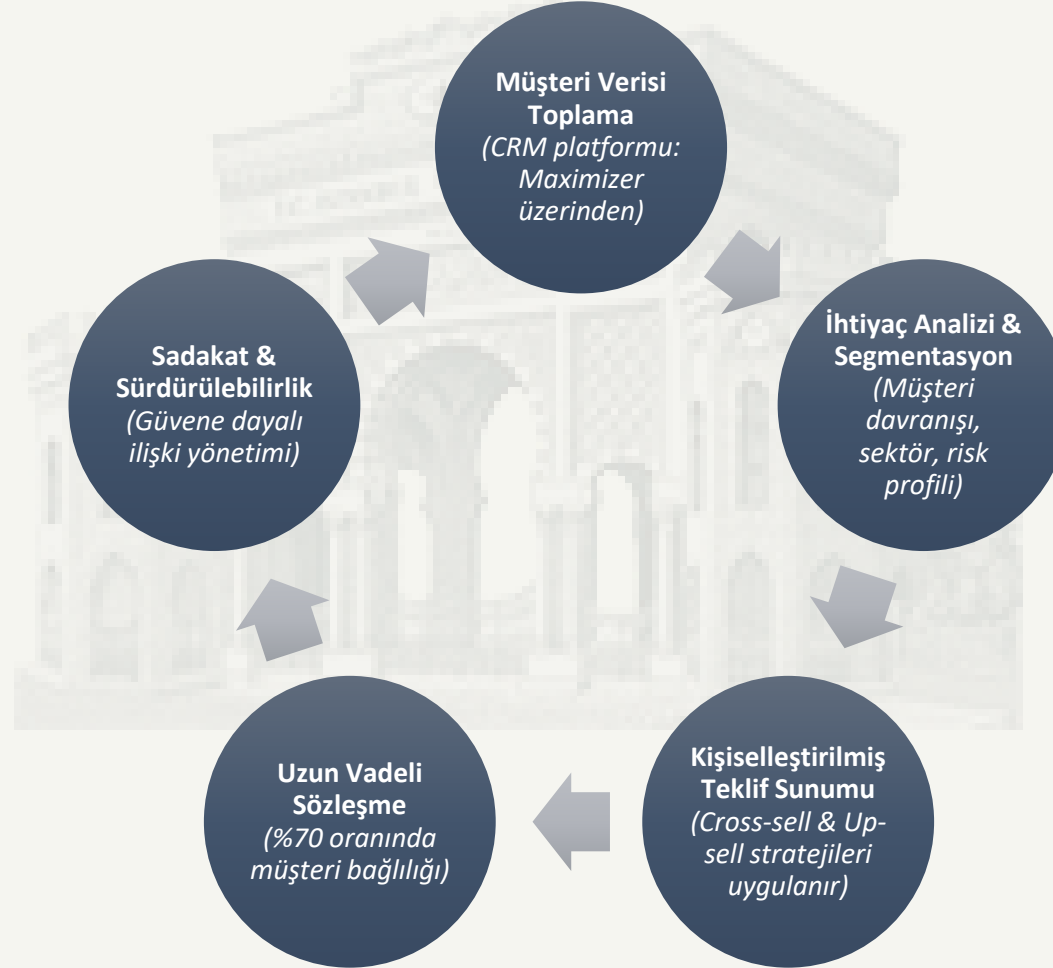 Müşteri Verisi
Toplama
(CRM platformu:
Maximizer
üzerinden)
İhtiyaç Analizi &
Segmentasyon
(Müşteri
davranışı,
sektör, risk
profili)
Kişiselleştirilmiş
Teklif Sunumu
(Cross-sell & Up-
sell stratejileri
uygulanır)
Uzun Vadeli
Sözleşme
(%70 oranında
müşteri bağlılığı)
Sadakat &
Sürdürülebilirlik
(Güvene dayalı
ilişki yönetimi)